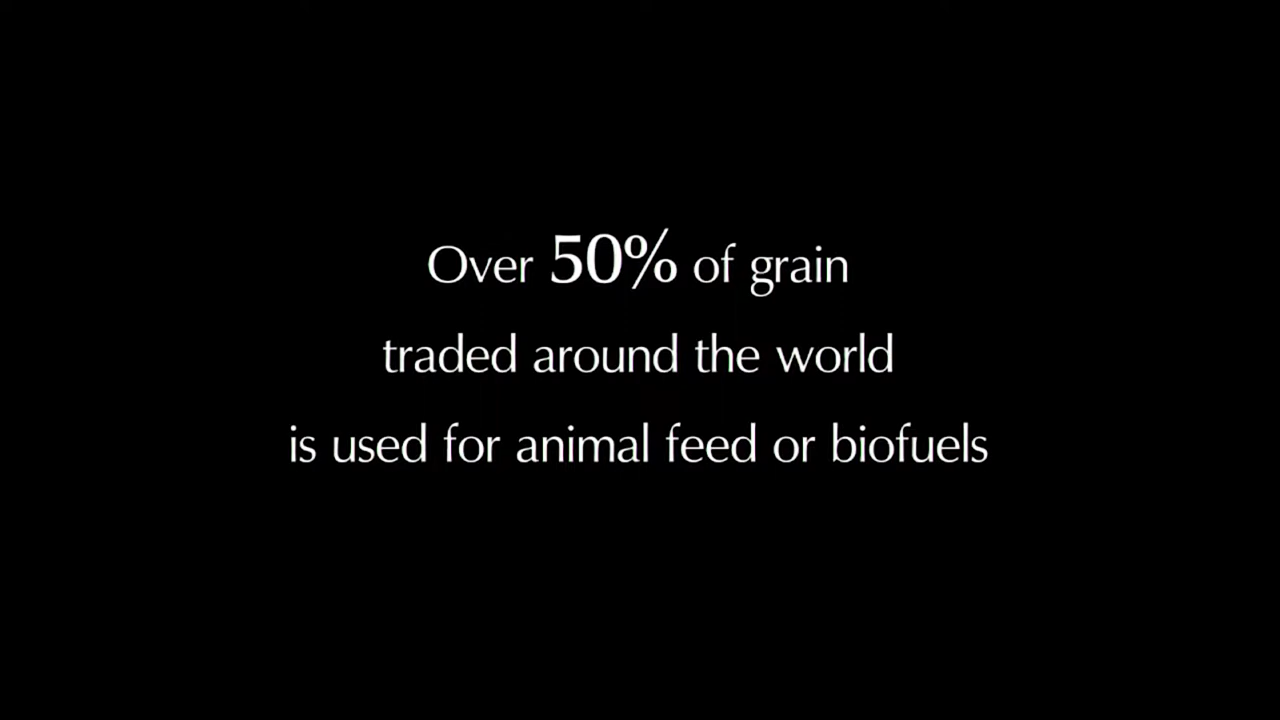 Over 50% of grain
traded around the world
is used for animal feed or biofuels